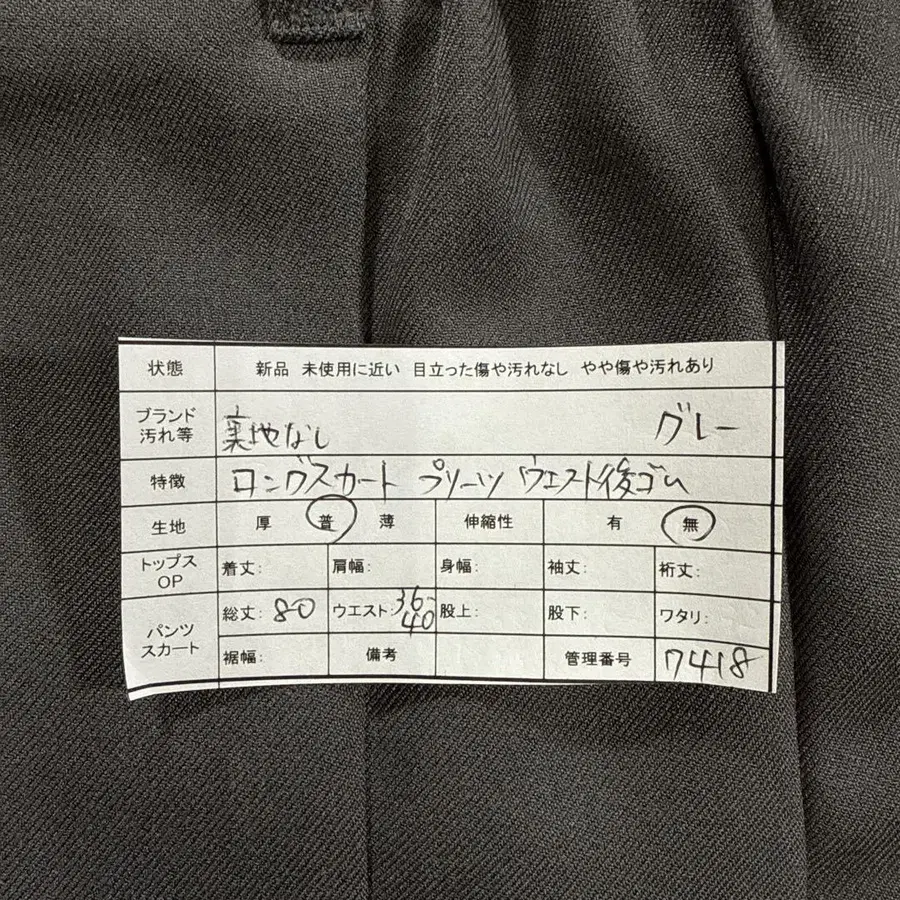 状態 新品 未使用に近い 目立った傷や汚れなし やや傷や汚れあり
ブランド
汚れ等 裏地なし グレー
特徴 ロングスカート プリーツ ウエスト後ゴム
生地 厚 普 薄 伸縮性 有 無
トップス
OP 着丈: 肩幅: 身幅: 袖丈: 裄丈:
パンツ
スカート 総丈: 80 ウエスト: 36-40 股上: 股下: ワタリ:
裾幅: 備考 管理番号 7418